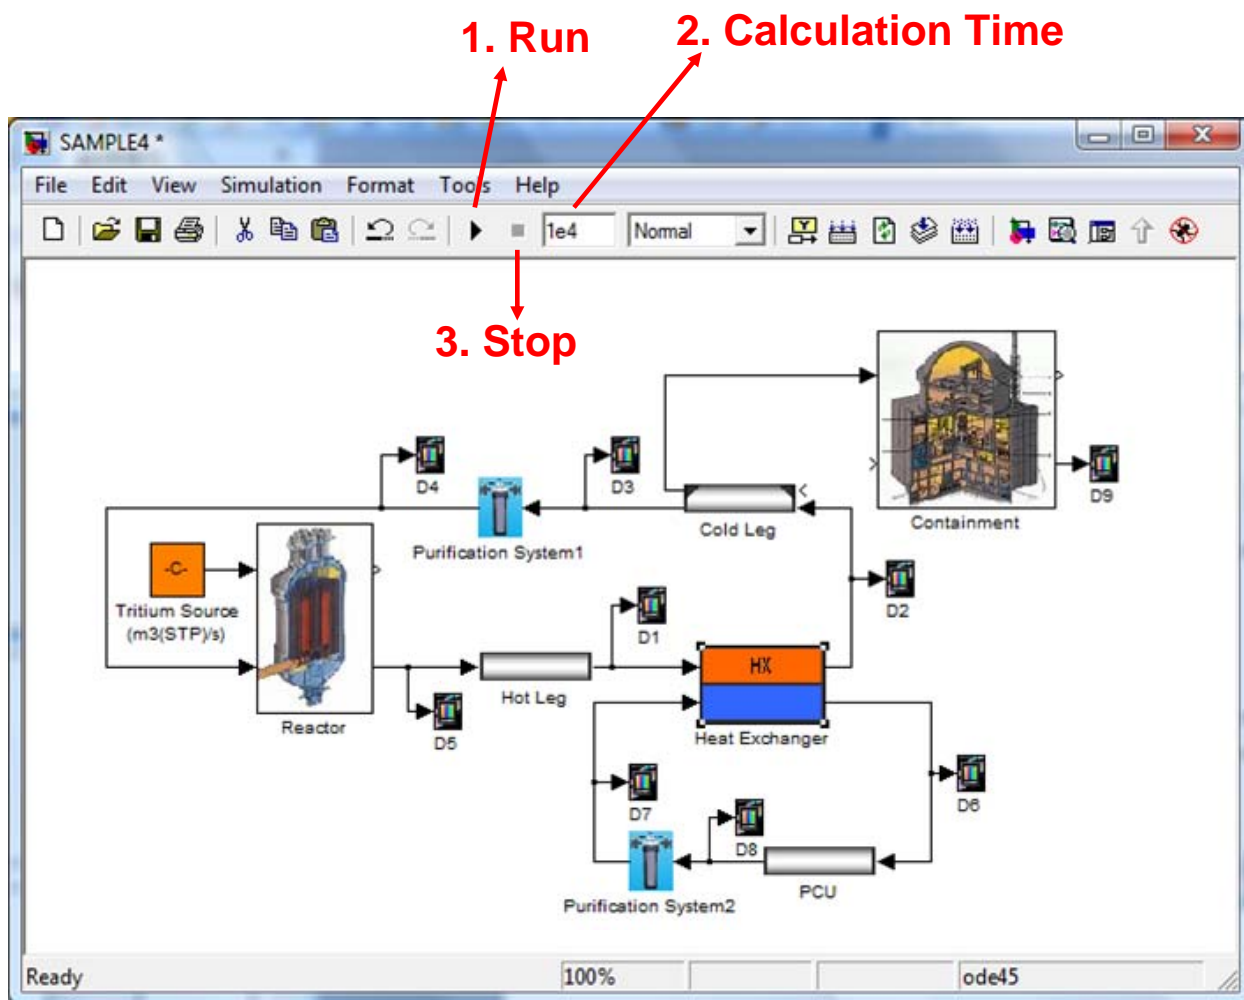 1. Run
2. Calculation Time
SAMPLE4 *
File Edit View Simulation Format Tools Help
1e4 Normal
3. Stop
D4
D3
D9
Purification System1
Cold Leg
Containment
-C-
Tritium Source
(m3(STP)/s)
D2
D1
HX
Hot Leg
Reactor
D5
Heat Exchanger
D7
D6
D8
PCU
Purification System2
Ready 100% ode45